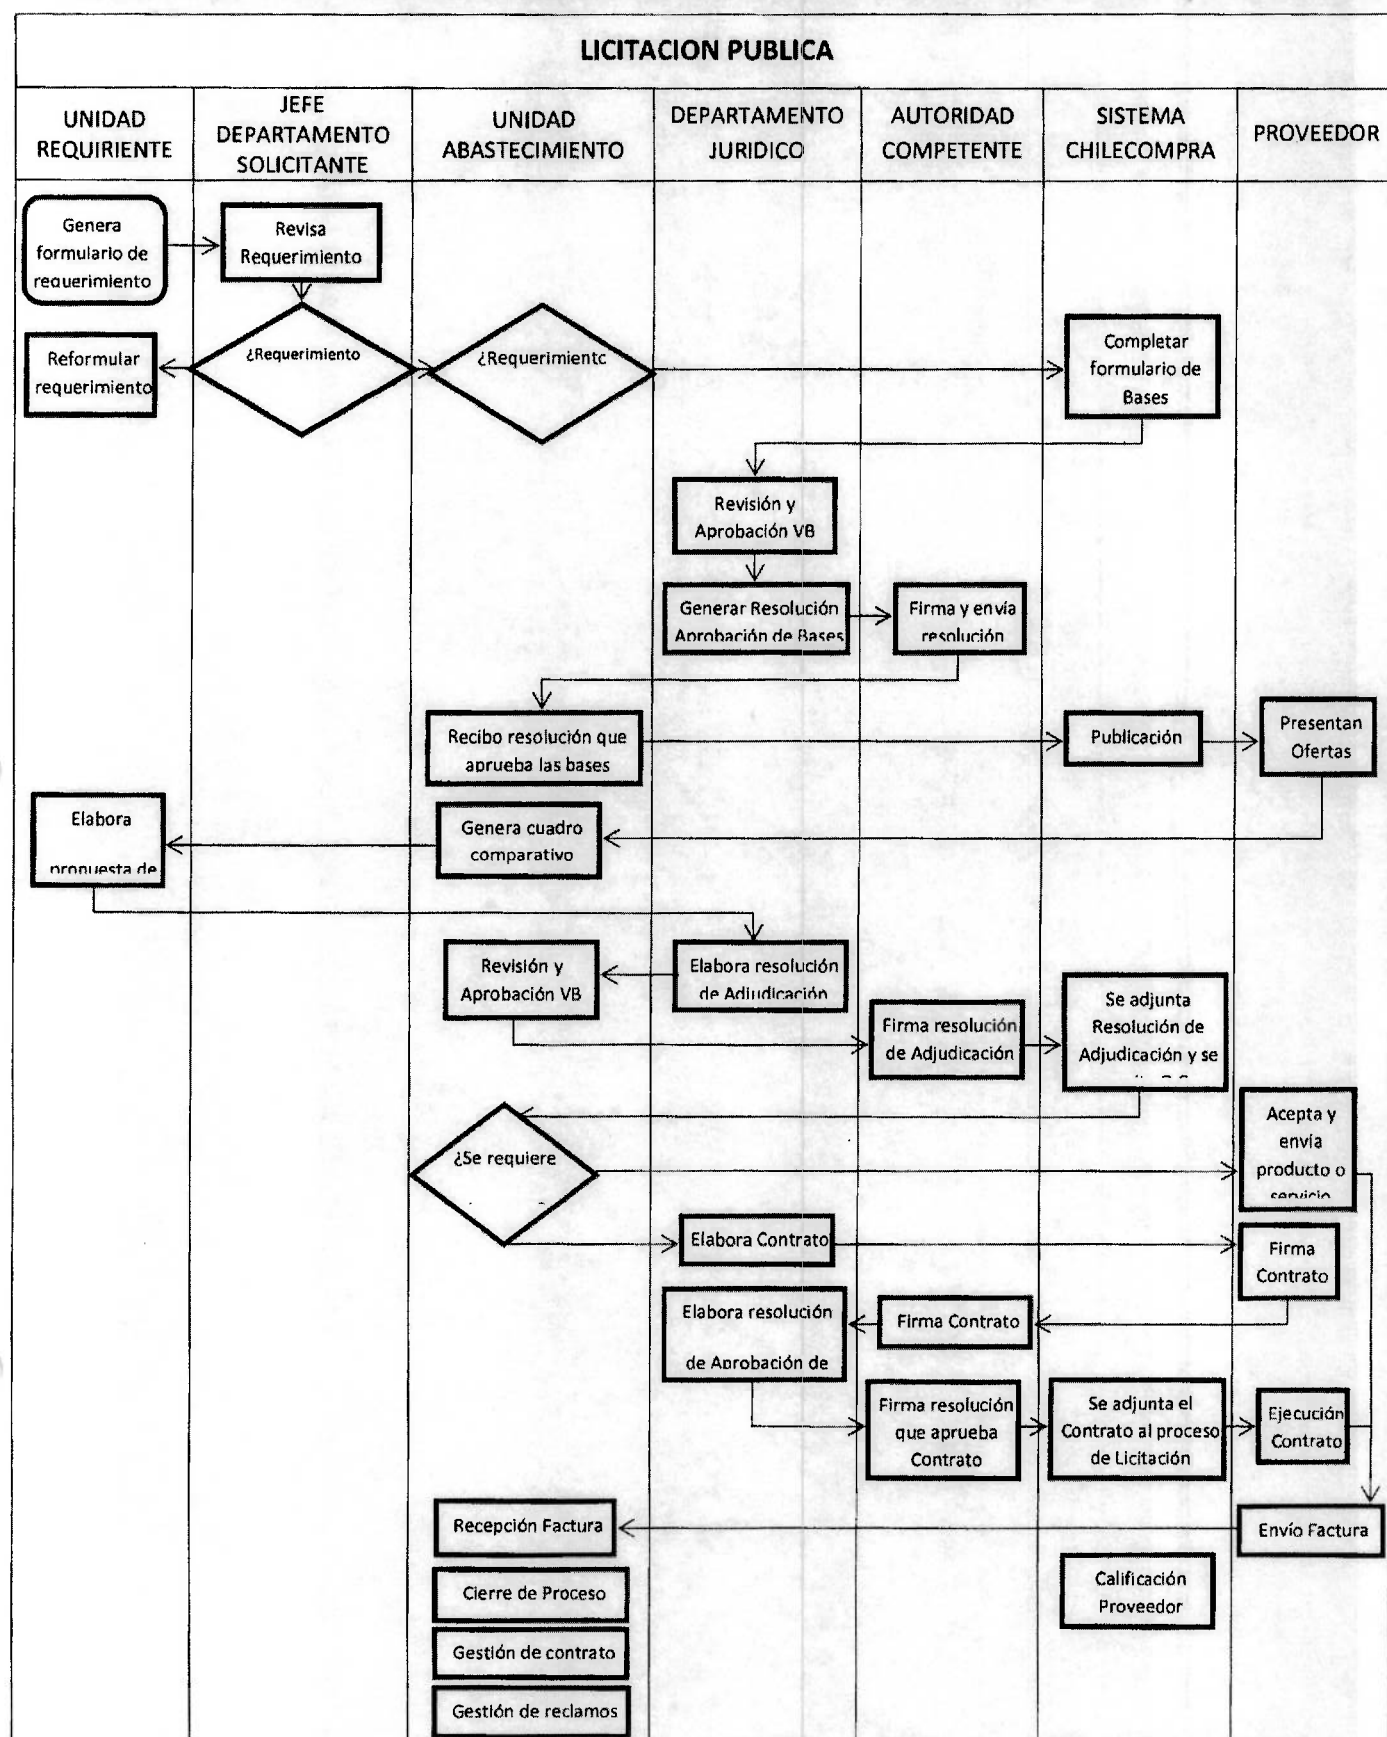 LICITACION PUBLICA
UNIDAD
REQUIRIENTE
JEFE
DEPARTAMENTO
SOLICITANTE
UNIDAD
ABASTECIMIENTO
DEPARTAMENTO
JURIDICO
AUTORIDAD
COMPETENTE
SISTEMA
CHILECOMPRA
PROVEEDOR
Genera
formulario de
requerimiento
Revisa
Requerimiento
Reformular
requerimiento
¿Requerimiento
¿Requerimientc
Completar
formulario de
Bases
Revisión y
Aprobación VB
Generar Resolución
Aprobación de Bases
Firma y envía
resolución
Recibo resolución que
aprueba las bases
Publicación
Presentan
Ofertas
Elabora
propuesta de
Genera cuadro
comparativo
Revisión y
Aprobación VB
Elabora resolución
de Adjudicación
Firma resolución
de Adjudicación
Se adjunta
Resolución de
Adjudicación y se
¿Se requiere
Acepta y
envía
producto o
servicio
Elabora Contrato
Firma
Contrato
Elabora resolución
de Aprobación de
Firma Contrato
Firma resolución
que aprueba
Contrato
Se adjunta el
Contrato al proceso
de Licitación
Ejecución
Contrato
Recepción Factura
Envío Factura
Cierre de Proceso
Calificación
Proveedor
Gestión de contrato
Gestión de reclamos